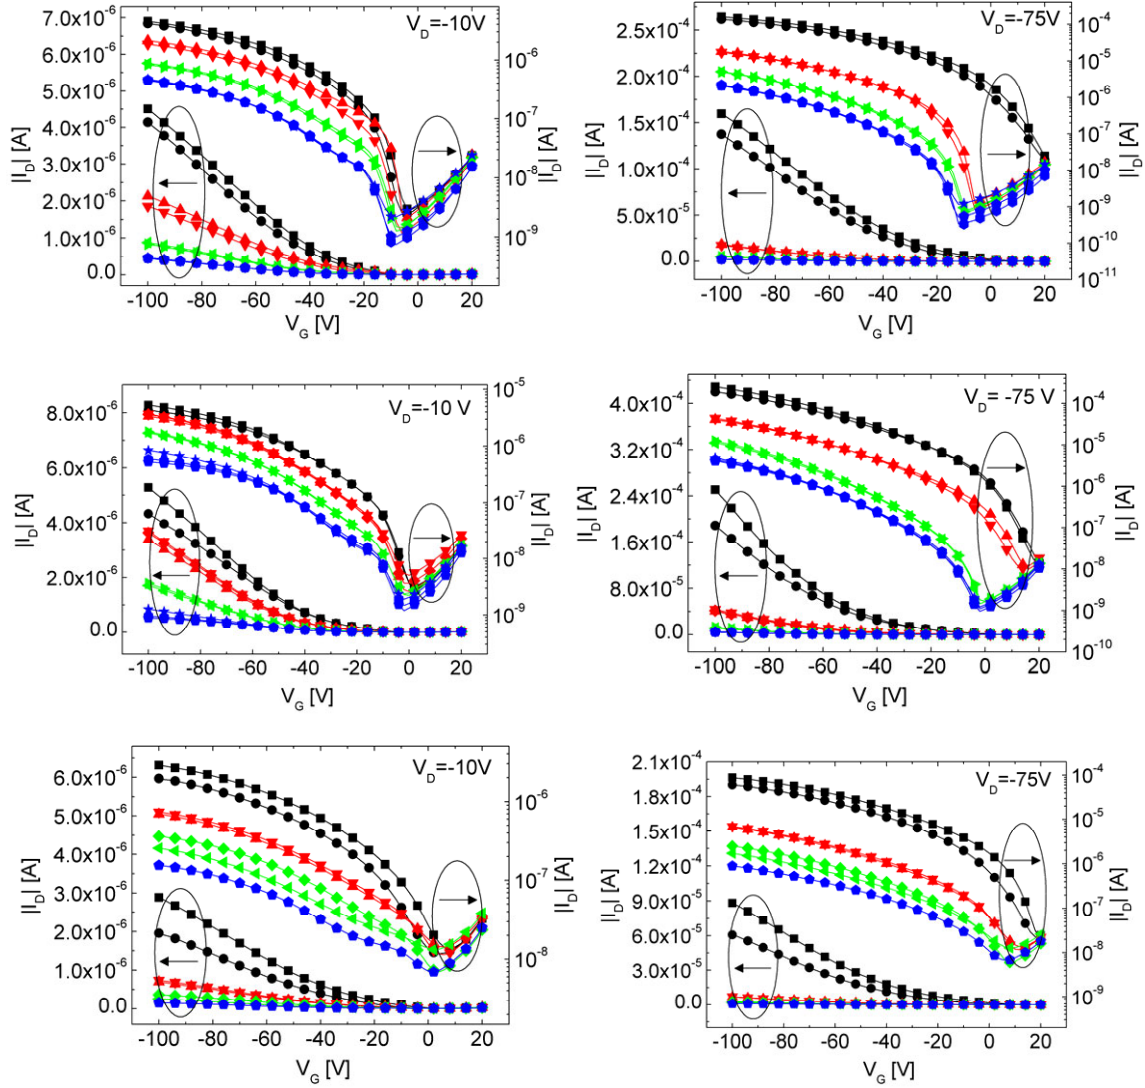 7.0x10⁻⁶
6.0x10⁻⁶
5.0x10⁻⁶
4.0x10⁻⁶
3.0x10⁻⁶
2.0x10⁻⁶
1.0x10⁻⁶
0.0
|I_D| [A]
V_D=-10V
10⁻⁶
10⁻⁷
10⁻⁸
10⁻⁹
|I_D| [A]
-100 -80 -60 -40 -20 0 20
V_G [V]
2.5x10⁻⁴
2.0x10⁻⁴
1.5x10⁻⁴
1.0x10⁻⁴
5.0x10⁻⁵
0.0
|I_D| [A]
V_D=-75V
10⁻⁴
10⁻⁵
10⁻⁶
10⁻⁷
10⁻⁸
10⁻⁹
10⁻¹⁰
10⁻¹¹
|I_D| [A]
-100 -80 -60 -40 -20 0 20
V_G [V]
8.0x10⁻⁶
6.0x10⁻⁶
4.0x10⁻⁶
2.0x10⁻⁶
0.0
|I_D| [A]
V_D=-10 V
10⁻⁵
10⁻⁶
10⁻⁷
10⁻⁸
10⁻⁹
|I_D| [A]
-100 -80 -60 -40 -20 0 20
V_G [V]
4.0x10⁻⁴
3.2x10⁻⁴
2.4x10⁻⁴
1.6x10⁻⁴
8.0x10⁻⁵
0.0
|I_D| [A]
V_D= -75 V
10⁻⁴
10⁻⁵
10⁻⁶
10⁻⁷
10⁻⁸
10⁻⁹
10⁻¹⁰
|I_D| [A]
-100 -80 -60 -40 -20 0 20
V_G [V]
6.0x10⁻⁶
5.0x10⁻⁶
4.0x10⁻⁶
3.0x10⁻⁶
2.0x10⁻⁶
1.0x10⁻⁶
0.0
|I_D| [A]
V_D=-10V
10⁻⁶
10⁻⁷
10⁻⁸
|I_D| [A]
-100 -80 -60 -40 -20 0 20
V_G [V]
2.1x10⁻⁴
1.8x10⁻⁴
1.5x10⁻⁴
1.2x10⁻⁴
9.0x10⁻⁵
6.0x10⁻⁵
3.0x10⁻⁵
0.0
|I_D| [A]
V_D=-75V
10⁻⁴
10⁻⁵
10⁻⁶
10⁻⁷
10⁻⁸
10⁻⁹
|I_D| [A]
-100 -80 -60 -40 -20 0 20
V_G [V]